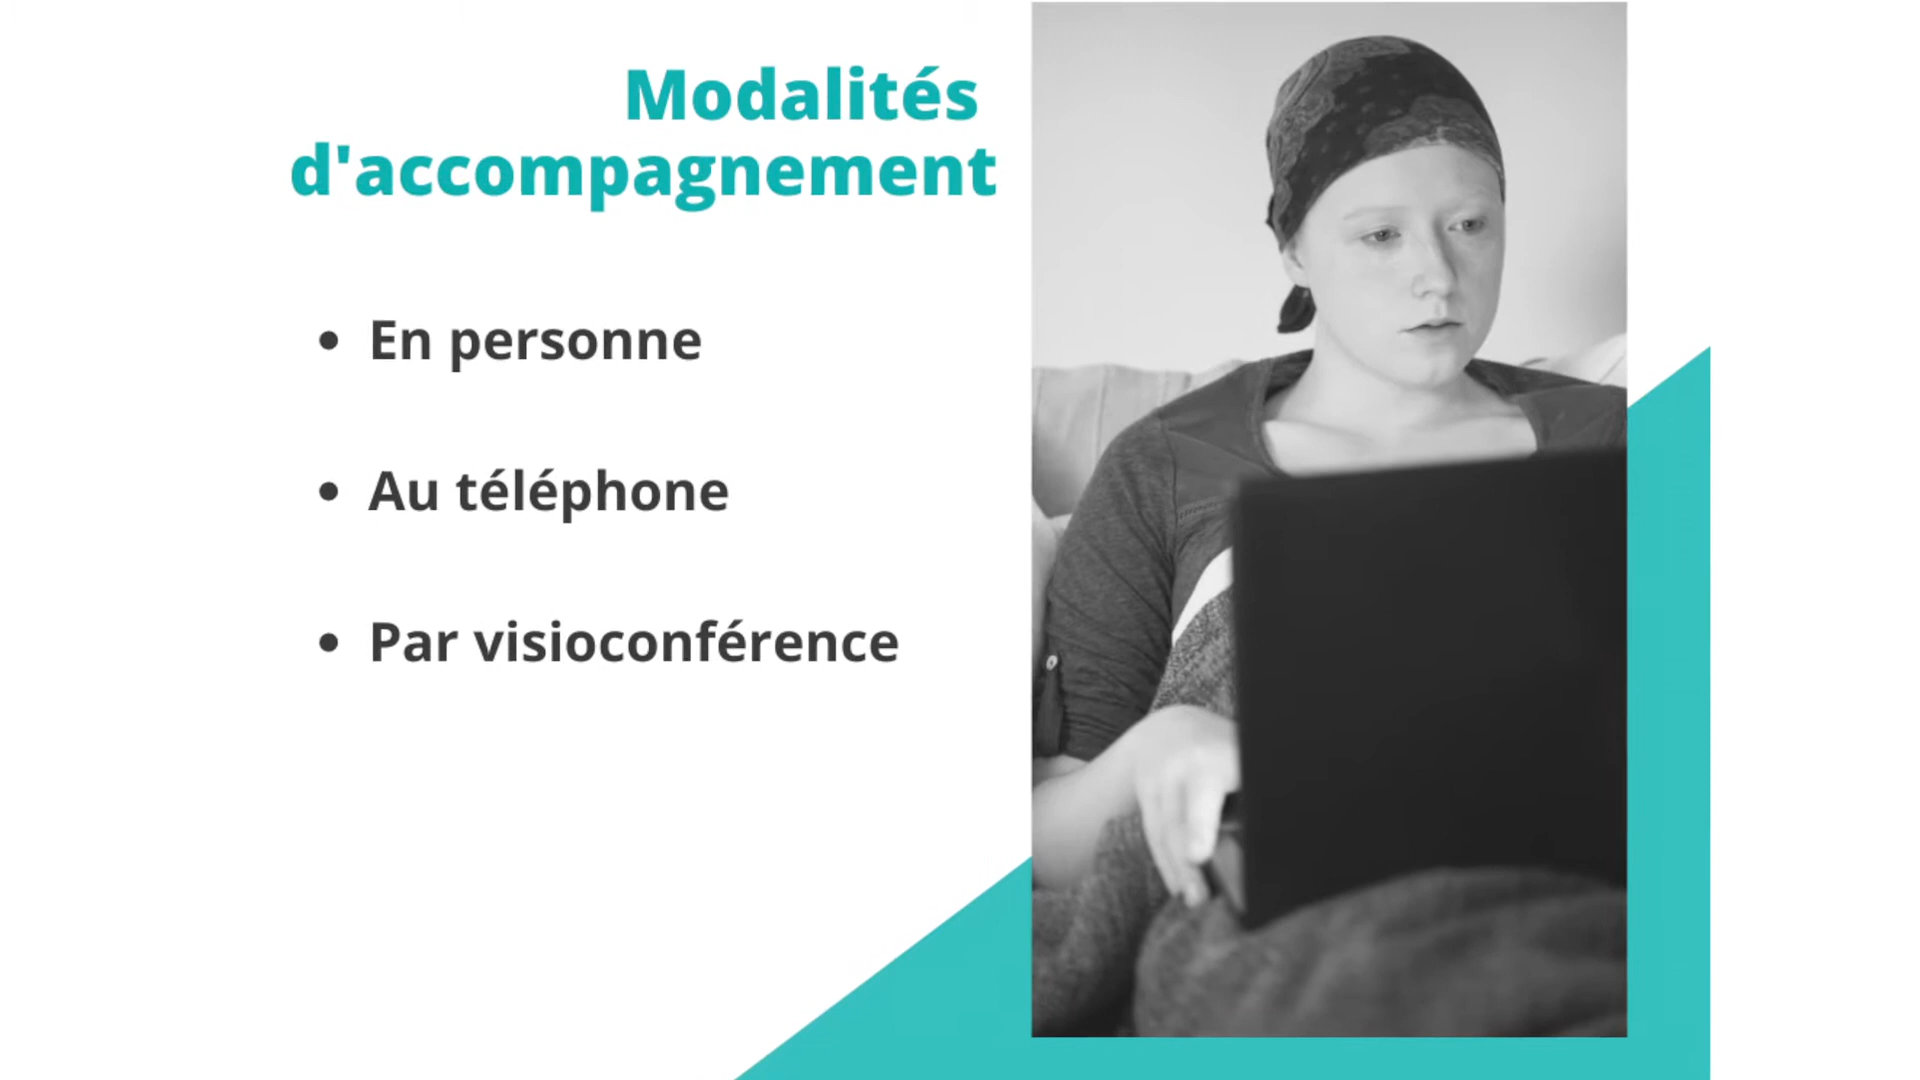 Modalités
d'accompagnement
• En personne
• Au téléphone
• Par visioconférence